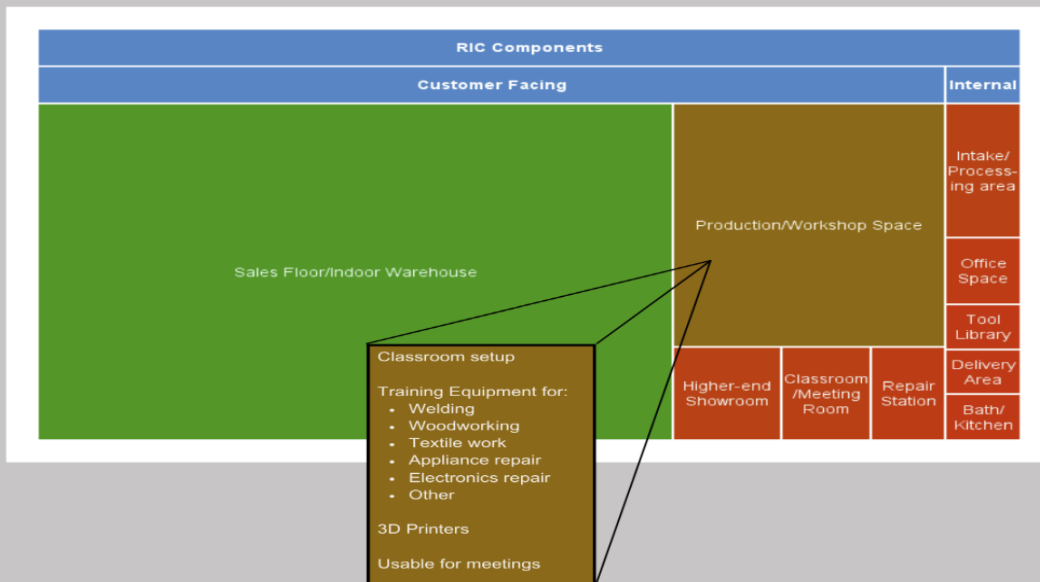 RIC Components
Customer Facing
Internal
Sales Floor/Indoor Warehouse
Production/Workshop Space
Higher-end
Showroom
Classroom
/Meeting
Room
Repair
Station
Intake/
Process-
ing area
Office
Space
Tool
Library
Delivery
Area
Bath/
Kitchen
Classroom setup
Training Equipment for:
• Welding
• Woodworking
• Textile work
• Appliance repair
• Electronics repair
• Other
3D Printers
Usable for meetings